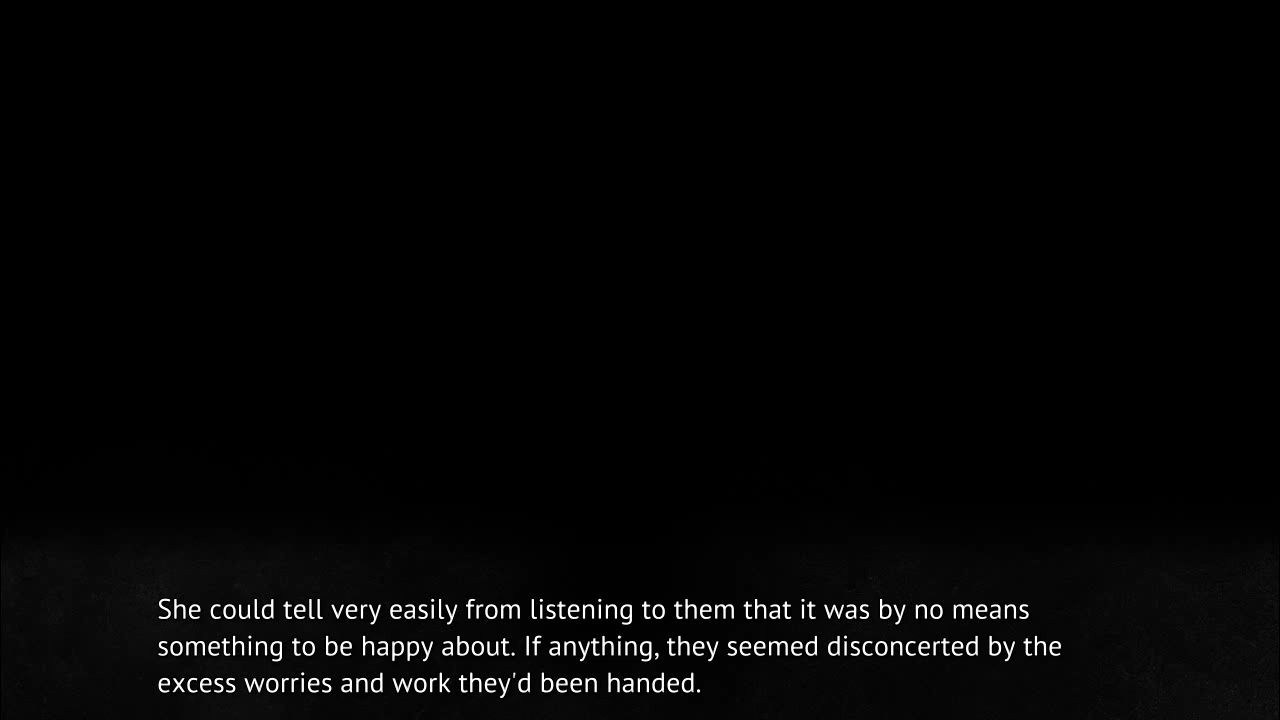 She could tell very easily from listening to them that it was by no means
something to be happy about. If anything, they seemed disconcerted by the
excess worries and work they'd been handed.